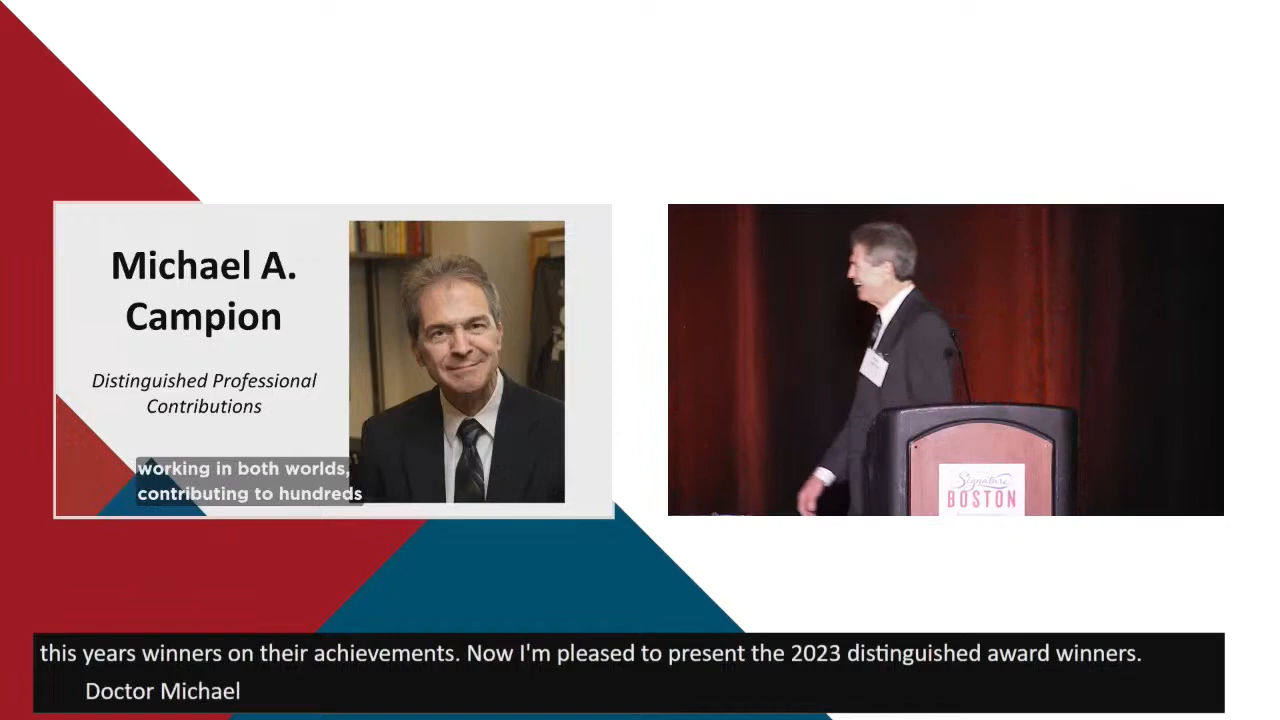 Michael A.
Campion
Distinguished Professional
Contributions
working in both worlds,
contributing to hundreds
Signature
BOSTON
this years winners on their achievements. Now I'm pleased to present the 2023 distinguished award winners.
Doctor Michael